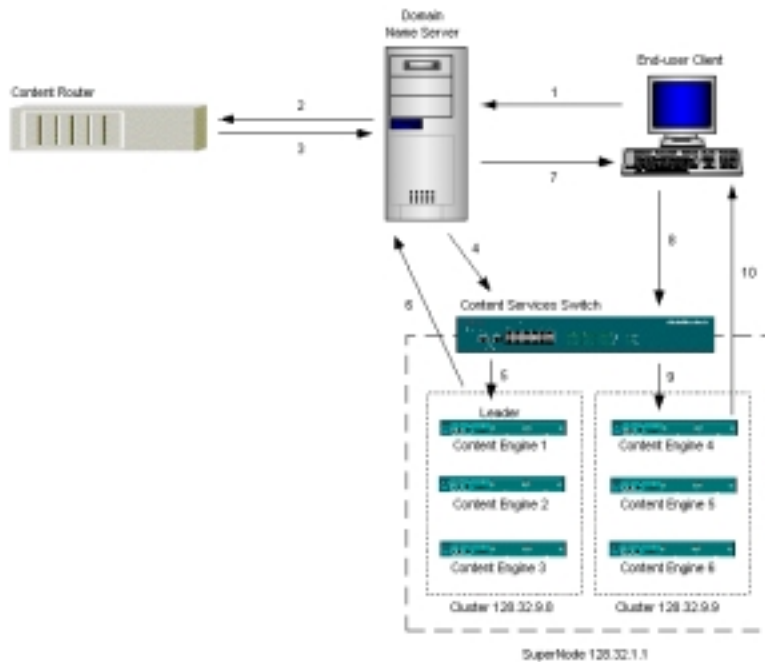 Domain
Name Server
End-user Client
Content Router
1
2
3
7
4
8
10
6
Content Services Switch
5
9
Leader
Content Engine 1
Content Engine 4
Content Engine 2
Content Engine 5
Content Engine 3
Content Engine 6
Cluster 128.32.9.8
Cluster 128.32.9.9
SuperNode 128.32.1.1